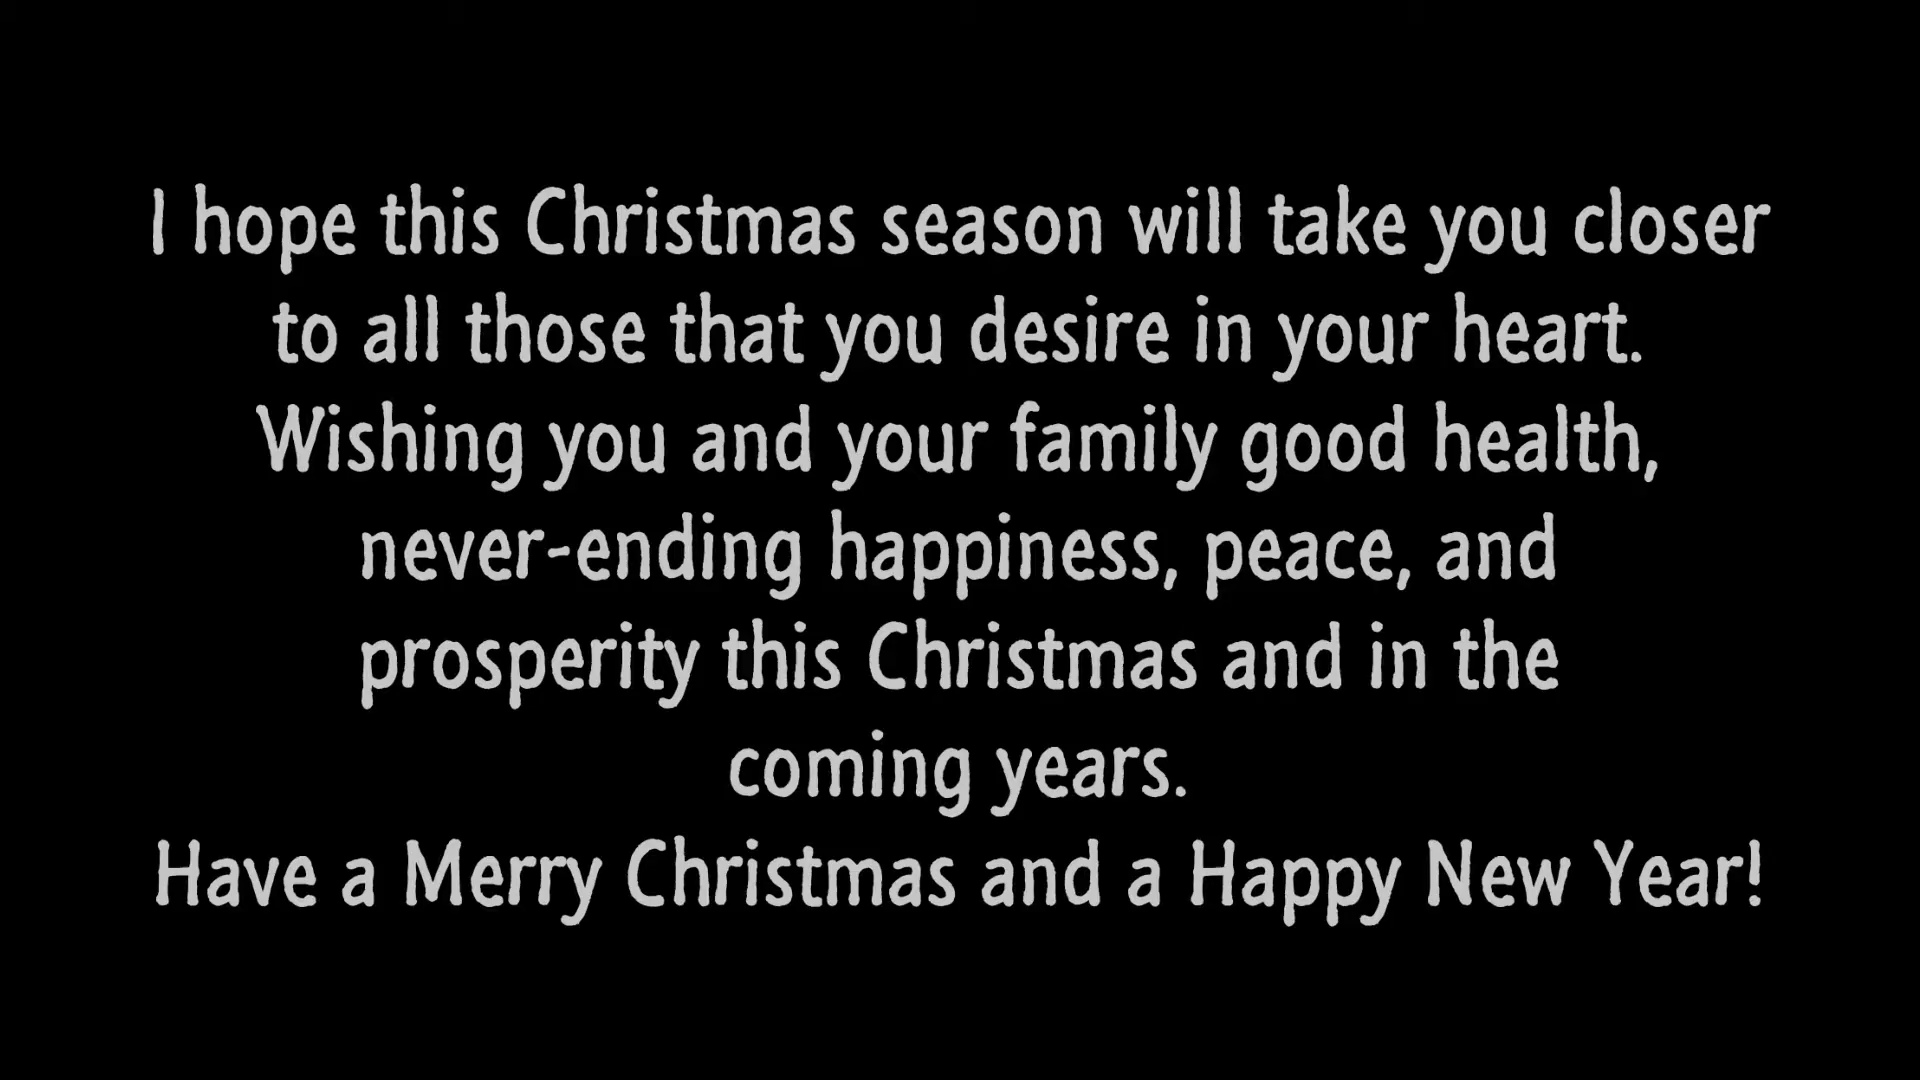 I hope this Christmas season will take you closer
to all those that you desire in your heart.
Wishing you and your family good health,
never-ending happiness, peace, and
prosperity this Christmas and in the
coming years.
Have a Merry Christmas and a Happy New Year!